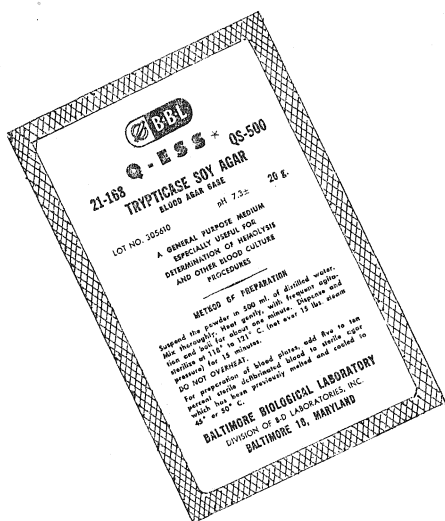 BBL
Q-ESS*
21-168 QS-500
TRYPTICASE SOY AGAR
BLOOD AGAR BASE
LOT NO. 305610 pH 7.3± 20 g.
A GENERAL PURPOSE MEDIUM
ESPECIALLY USEFUL FOR
DETERMINATION OF HEMOLYSIS
AND OTHER BLOOD CULTURE
PROCEDURES
METHOD OF PREPARATION
Suspend the powder in 500 ml. of distilled water.
Mix thoroughly. Heat gently, with frequent agita-
tion and boil for about one minute. Dispense and
sterilize at 118° to 121° C. (not over 15 lbs. steam
pressure) for 15 minutes.
DO NOT OVERHEAT.
For preparation of blood plates, add five to ten
percent sterile defibrinated blood to sterile agar
which has been previously melted and cooled to
45° or 50° C.
BALTIMORE BIOLOGICAL LABORATORY
DIVISION OF B-D LABORATORIES, INC.
BALTIMORE 18, MARYLAND